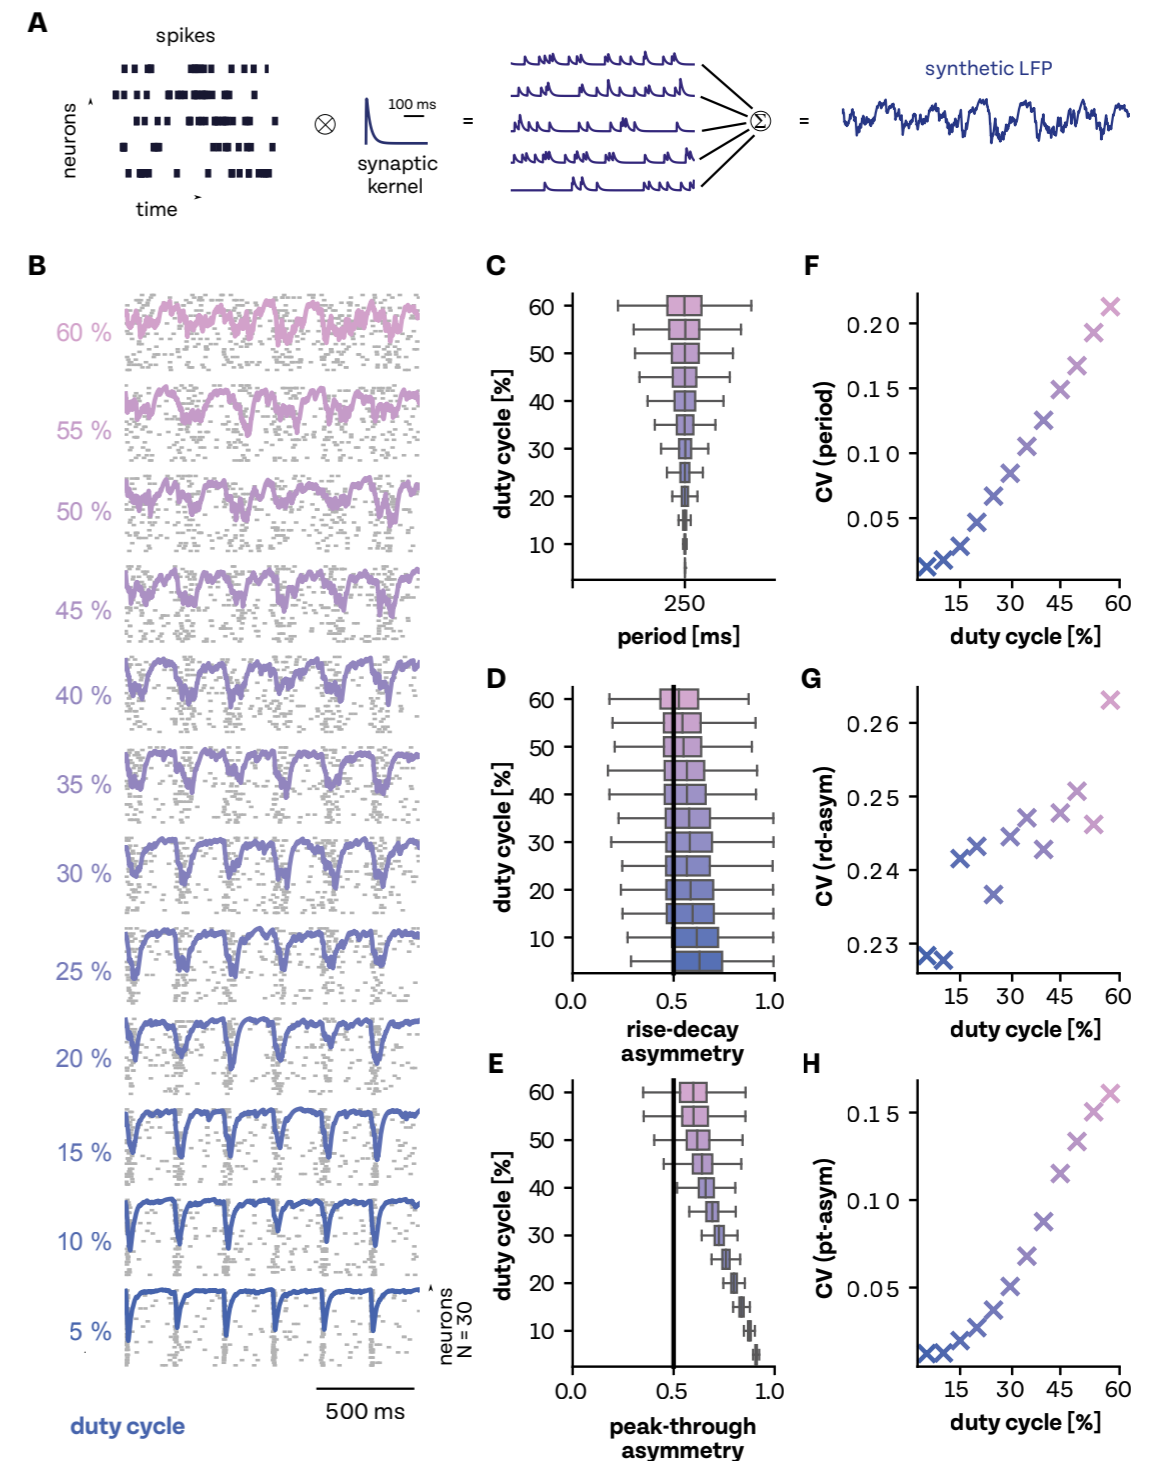 A
spikes
neurons
time
100 ms
synaptic
kernel
=
Σ
=
synthetic LFP
B
60 %
55 %
50 %
45 %
40 %
35 %
30 %
25 %
20 %
15 %
10 %
5 %
neurons
N = 30
500 ms
duty cycle
C
duty cycle [%]
60
50
40
30
20
10
250
period [ms]
D
duty cycle [%]
60
50
40
30
20
10
0.0 0.5 1.0
rise-decay
asymmetry
E
duty cycle [%]
60
50
40
30
20
10
0.0 0.5 1.0
peak-through
asymmetry
F
CV (period)
0.20
0.15
0.10
0.05
15 30 45 60
duty cycle [%]
G
CV (rd-asym)
0.26
0.25
0.24
0.23
15 30 45 60
duty cycle [%]
H
CV (pt-asym)
0.15
0.10
0.05
15 30 45 60
duty cycle [%]